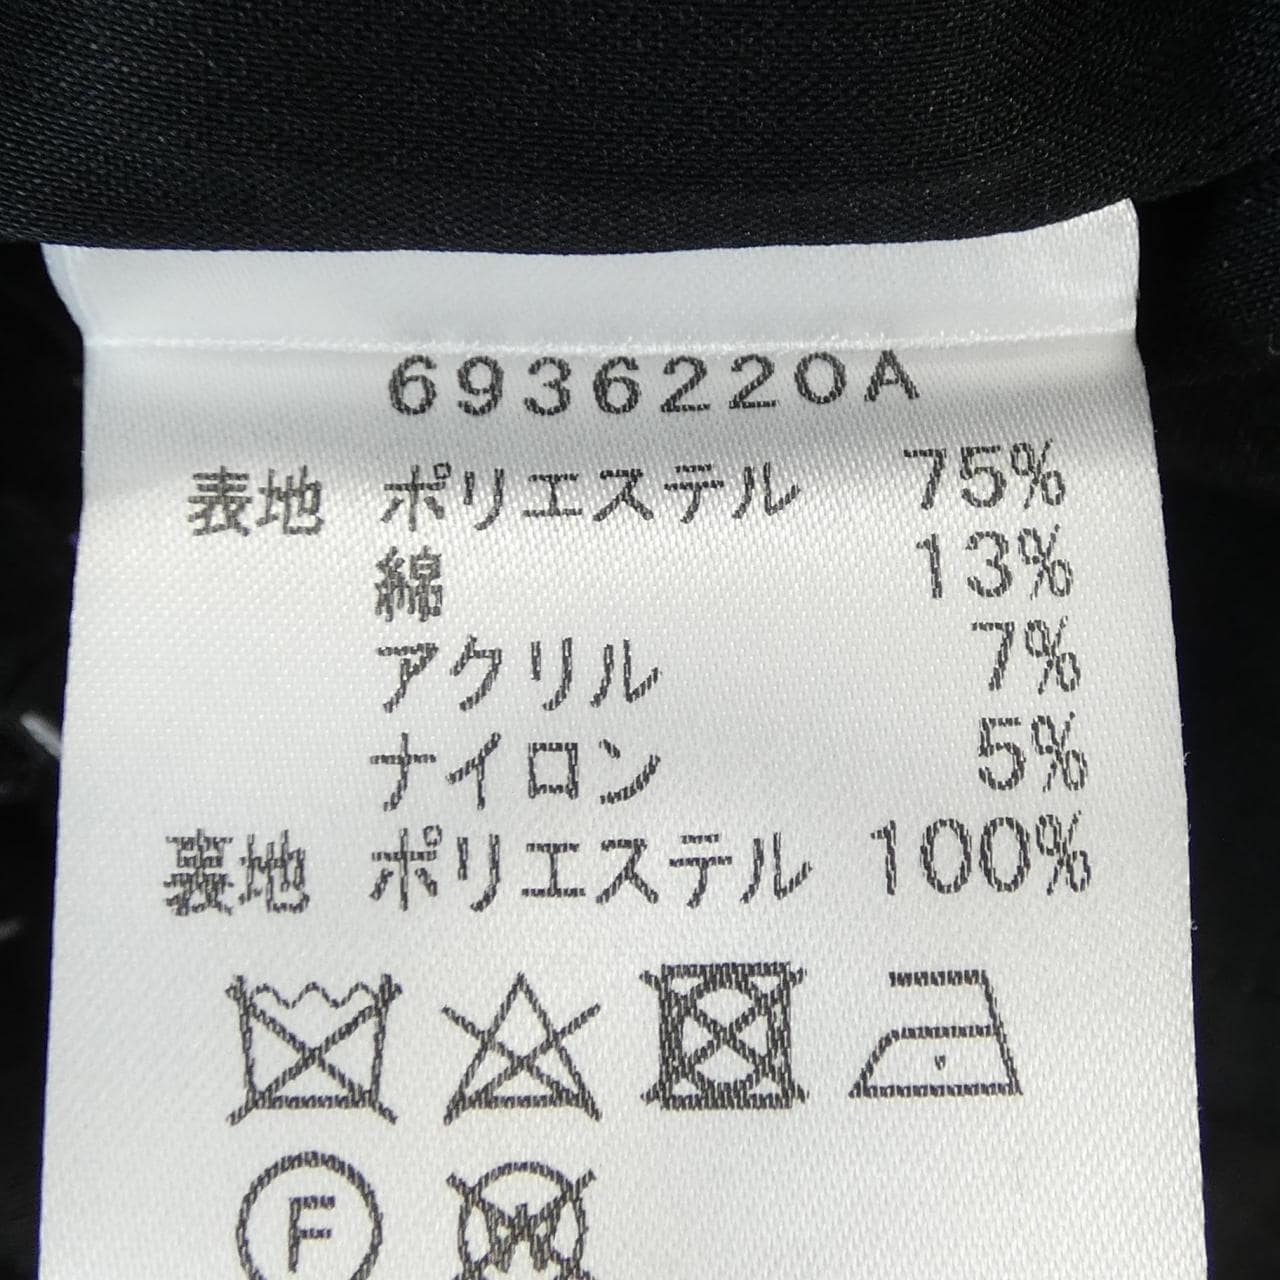 6936220A
表地 ポリエステル 75%
綿 13%
アクリル 7%
ナイロン 5%
裏地 ポリエステル 100%
F
W